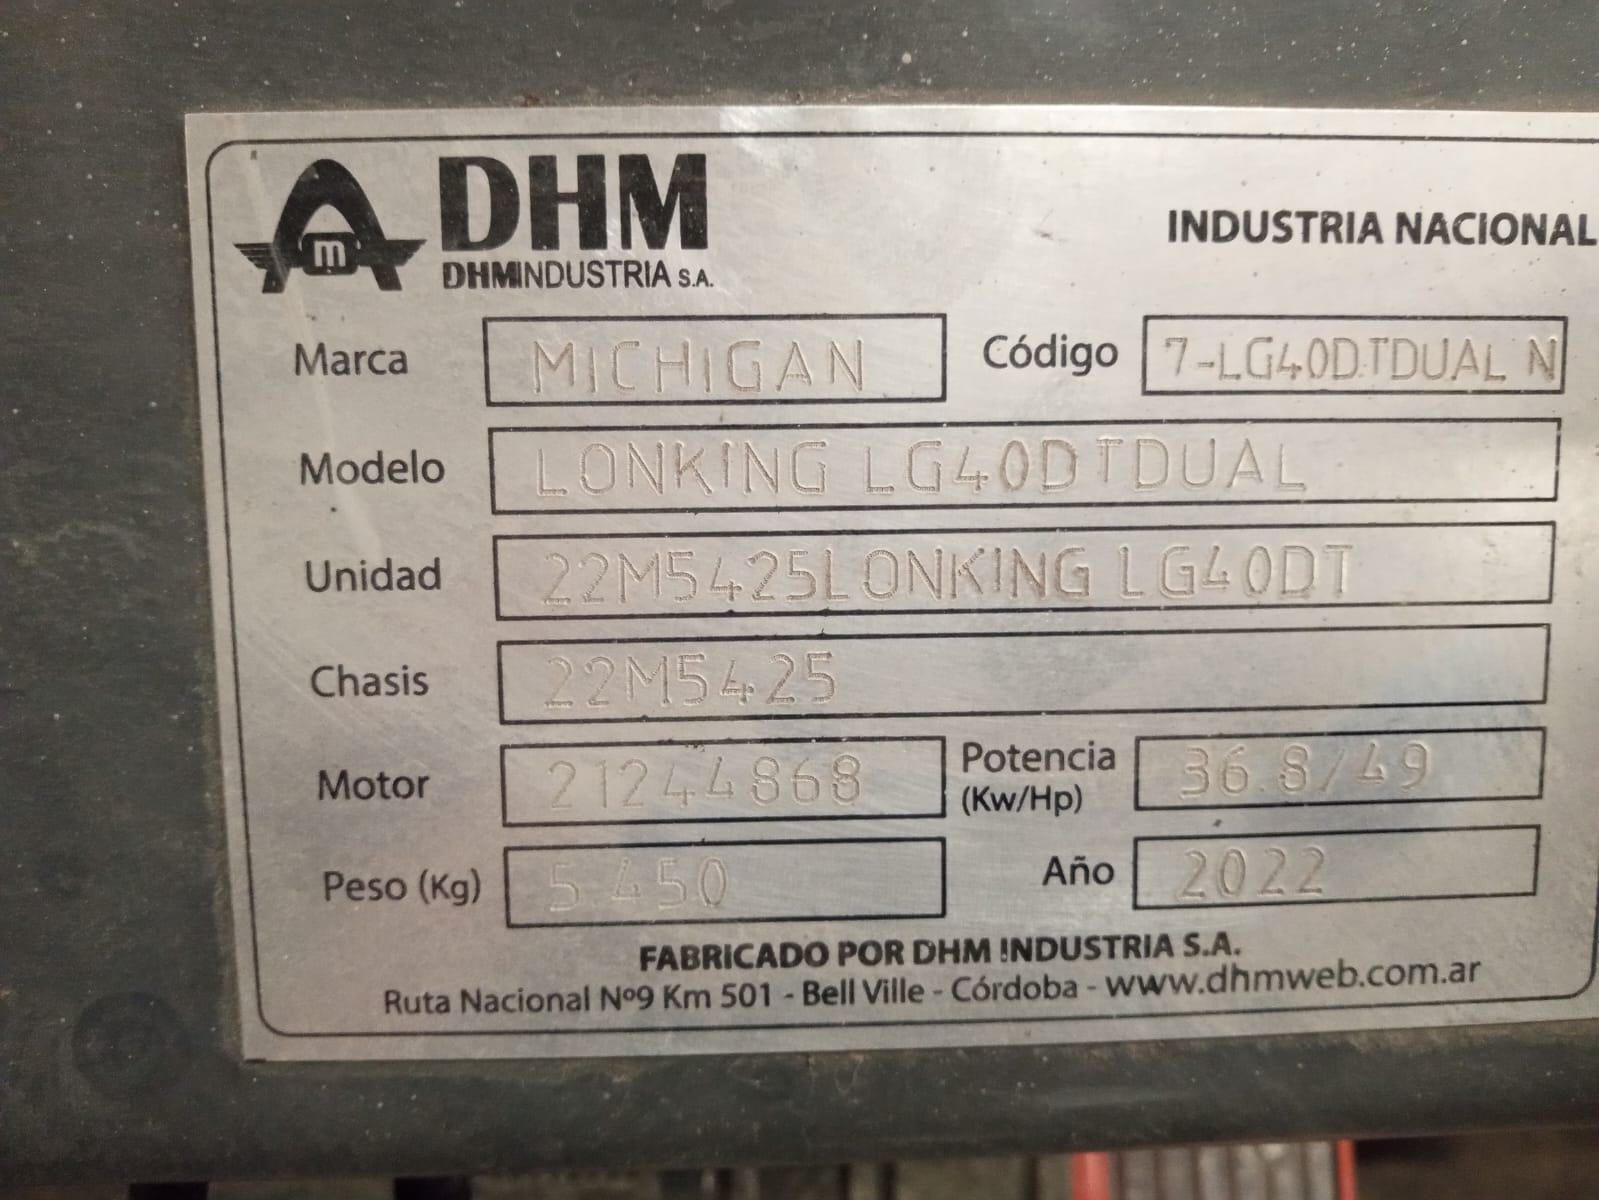 m DHM
DHMINDUSTRIA S.A.
INDUSTRIA NACIONAL
Marca MICHIGAN Código 7-LG40DTDUAL N
Modelo LONKING LG40DTDUAL
Unidad 22M5425LONKING LG40DT
Chasis 22M5425
Motor 21244868 Potencia (Kw/Hp) 36.8/49
Peso (Kg) 5.450 Año 2022
FABRICADO POR DHM INDUSTRIA S.A.
Ruta Nacional Nº9 Km 501 - Bell Ville - Córdoba - www.dhmweb.com.ar